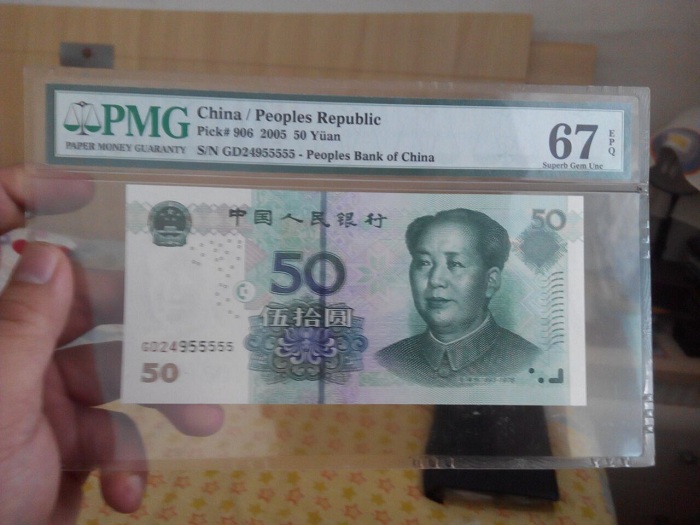 PMG
PAPER MONEY GUARANTY
China / Peoples Republic
Pick# 906 2005 50 Yüan
S/N GD24955555 - Peoples Bank of China
67
EPQ
Superb Gem Unc
中国人民银行
50
50
伍拾圆
GD24955555
50